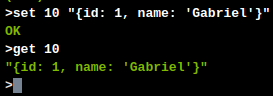 >set 10 "{id: 1, name: 'Gabriel'}"
OK
>get 10
"{id: 1, name: 'Gabriel'}"
>